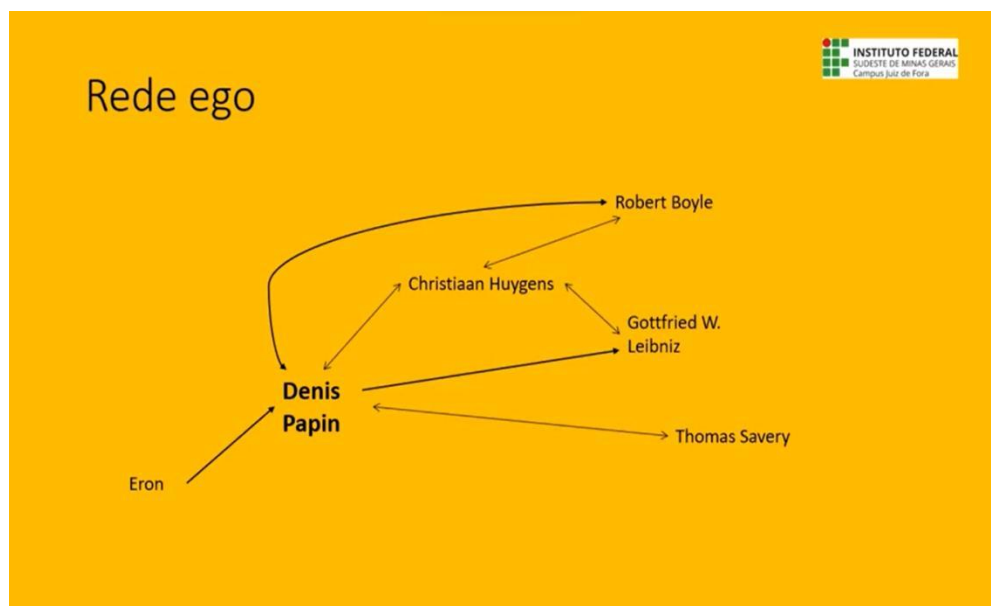 INSTITUTO FEDERAL
SUDESTE DE MINAS GERAIS
Campus Juiz de Fora
Rede ego
Robert Boyle
Christiaan Huygens
Gottfried W.
Leibniz
Denis
Papin
Thomas Savery
Eron